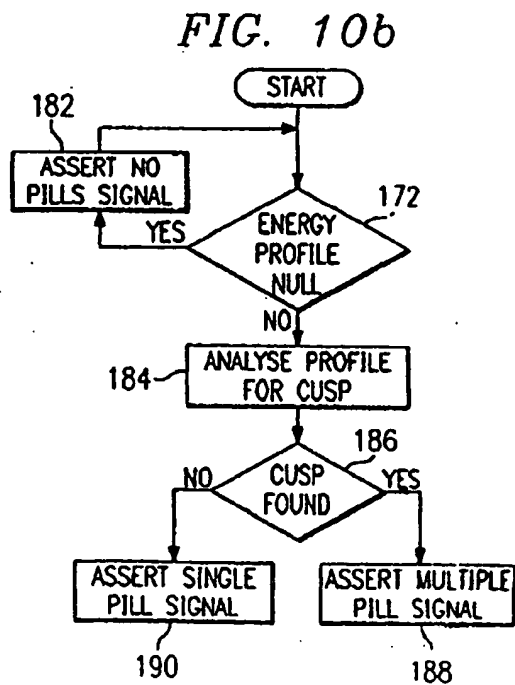 FIG. 10b
START
182
ASSERT NO
PILLS SIGNAL
172
YES
ENERGY
PROFILE
NULL
NO
184
ANALYSE PROFILE
FOR CUSP
186
NO
CUSP
FOUND
YES
ASSERT SINGLE
PILL SIGNAL
190
ASSERT MULTIPLE
PILL SIGNAL
188